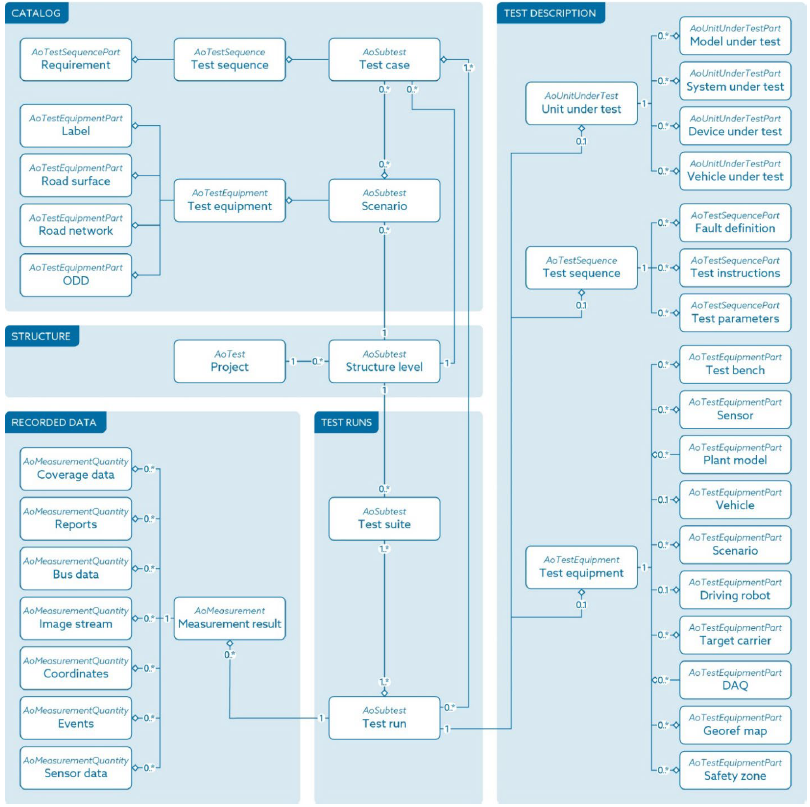 CATALOG
AoTestSequencePart
Requirement
AoTestSequence
Test sequence
AoSubtest
Test case
1..*
0..*
0..*
AoTestEquipmentPart
Label
AoTestEquipmentPart
Road surface
AoTestEquipmentPart
Road network
AoTestEquipmentPart
ODD
AoTestEquipment
Test equipment
0..*
AoSubtest
Scenario
0..*
STRUCTURE
AoTest
Project
1
0..*
1
AoSubtest
Structure level
1
1
RECORDED DATA
AoMeasurementQuantity
Coverage data
0..*
AoMeasurementQuantity
Reports
0..*
AoMeasurementQuantity
Bus data
0..*
AoMeasurementQuantity
Image stream
0..*
AoMeasurementQuantity
Coordinates
0..*
AoMeasurementQuantity
Events
0..*
AoMeasurementQuantity
Sensor data
0..*
1
AoMeasurement
Measurement result
0..*
TEST RUNS
0..*
AoSubtest
Test suite
1..*
1..*
1
AoSubtest
Test run
0..*
1
TEST DESCRIPTION
AoUnitUnderTest
Unit under test
1
0.1
0..*
AoUnitUnderTestPart
Model under test
0..*
AoUnitUnderTestPart
System under test
0..*
AoUnitUnderTestPart
Device under test
0..*
AoUnitUnderTestPart
Vehicle under test
AoTestSequence
Test sequence
1
0.1
0..*
AoTestSequencePart
Fault definition
0..*
AoTestSequencePart
Test instructions
0..*
AoTestSequencePart
Test parameters
AoTestEquipment
Test equipment
1
0.1
0..*
AoTestEquipmentPart
Test bench
0..*
AoTestEquipmentPart
Sensor
0..*
AoTestEquipmentPart
Plant model
0.1
AoTestEquipmentPart
Vehicle
0..*
AoTestEquipmentPart
Scenario
0.1
AoTestEquipmentPart
Driving robot
0..*
AoTestEquipmentPart
Target carrier
0..*
AoTestEquipmentPart
DAQ
0..*
AoTestEquipmentPart
Georef map
0..*
AoTestEquipmentPart
Safety zone